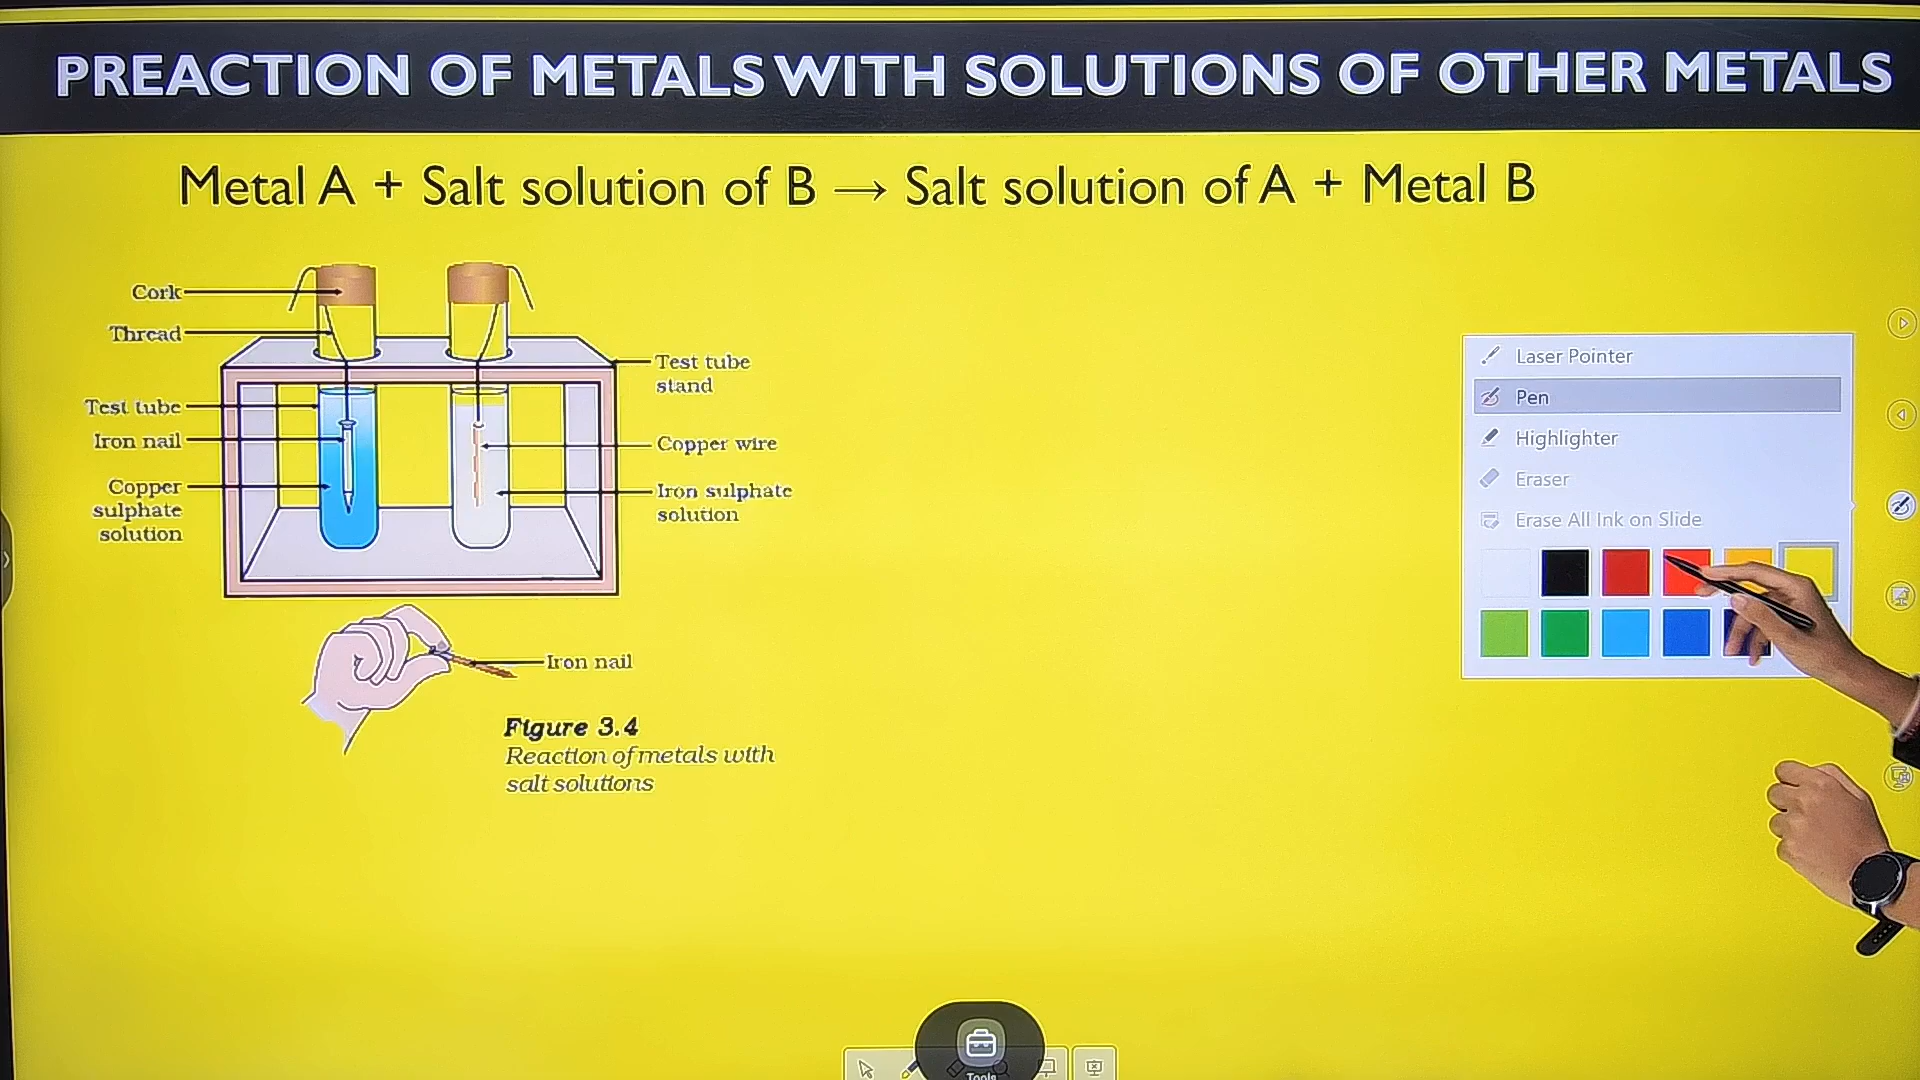 PREACTION OF METALS WITH SOLUTIONS OF OTHER METALS
Metal A + Salt solution of B → Salt solution of A + Metal B
Cork
Thread
Test tube
Iron nail
Copper
sulphate
solution
Test tube
stand
Copper wire
Iron sulphate
solution
Iron nail
Figure 3.4
Reaction of metals with
salt solutions
Laser Pointer
Pen
Highlighter
Eraser
Erase All Ink on Slide
Tools